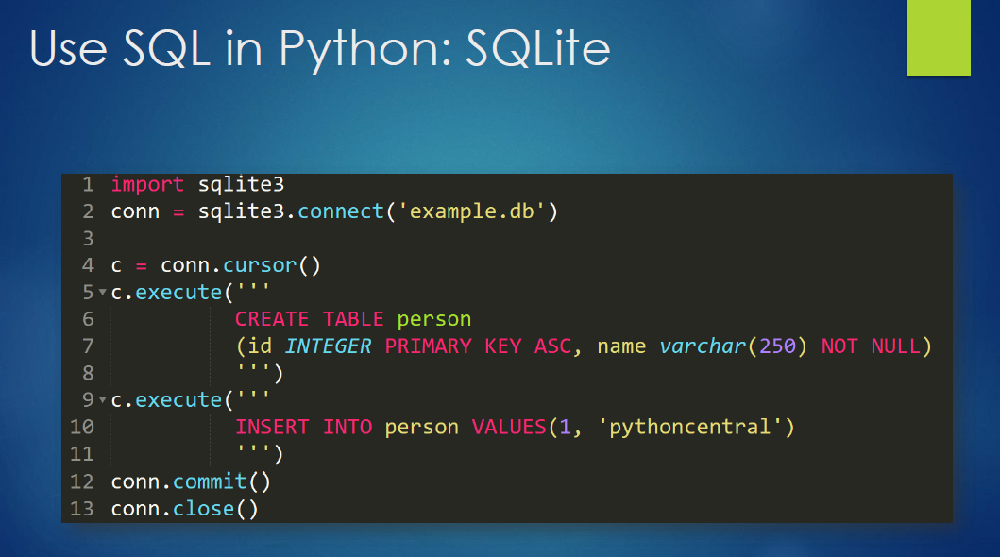 Use SQL in Python: SQLite
1 import sqlite3
2 conn = sqlite3.connect('example.db')
3
4 c = conn.cursor()
5 c.execute('''
6 CREATE TABLE person
7 (id INTEGER PRIMARY KEY ASC, name varchar(250) NOT NULL)
8 ''')
9 c.execute('''
10 INSERT INTO person VALUES(1, 'pythoncentral')
11 ''')
12 conn.commit()
13 conn.close()